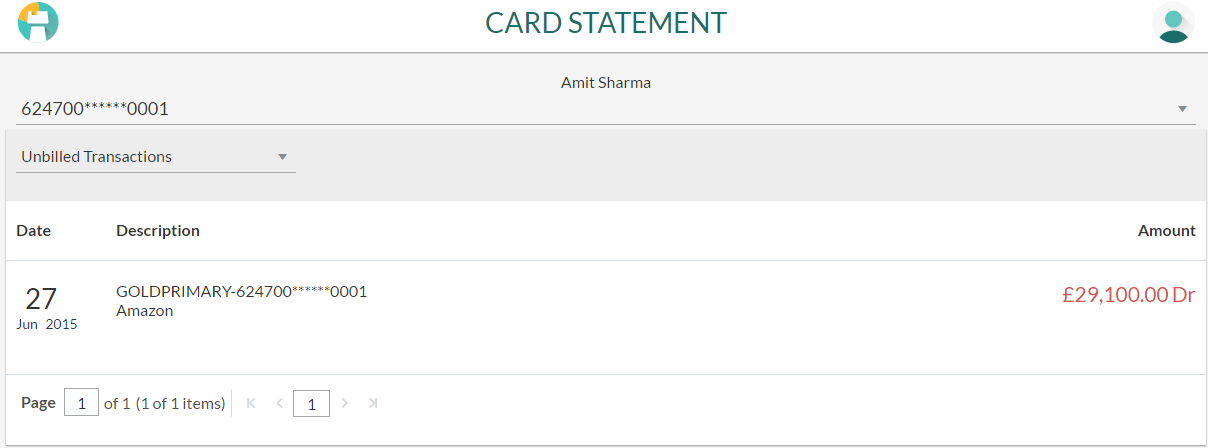 CARD STATEMENT
Amit Sharma
624700******0001
Unbilled Transactions
Date Description Amount
27 Jun 2015
GOLDPRIMARY-624700******0001
Amazon
£29,100.00 Dr
Page 1 of 1 (1 of 1 items) 1